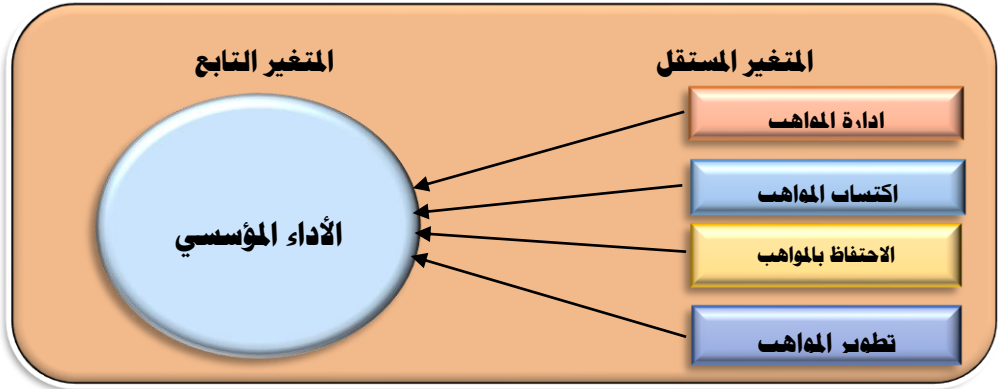 المتغير المستقل
المتغير التابع
ادارة المواهب
اكتساب المواهب
الاحتفاظ بالمواهب
تطوير المواهب
الأداء المؤسسي